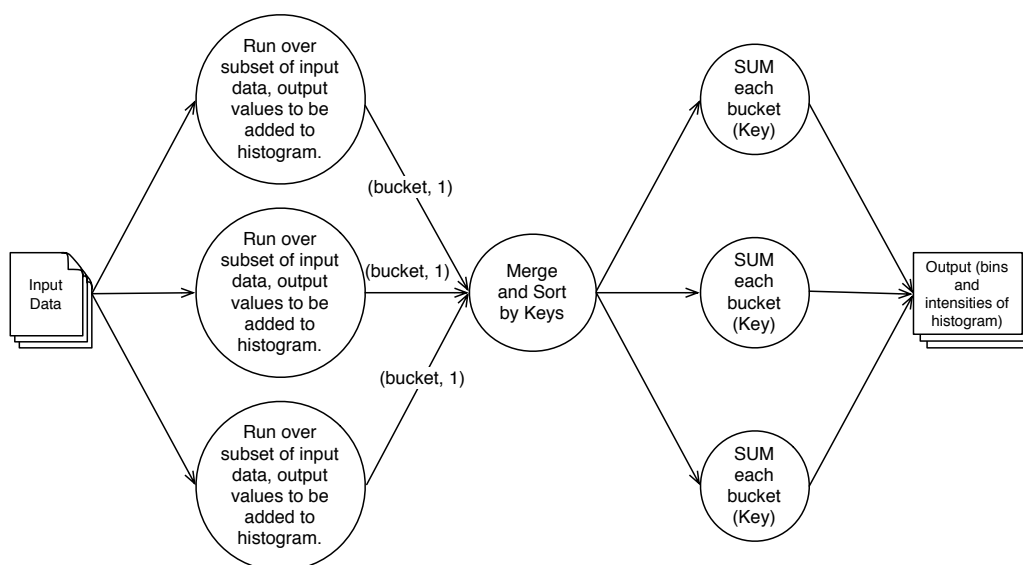 Input
Data
Run over
subset of input
data, output
values to be
added to
histogram.
Run over
subset of input
data, output
values to be
added to
histogram.
Run over
subset of input
data, output
values to be
added to
histogram.
(bucket, 1)
(bucket, 1)
(bucket, 1)
Merge
and Sort
by Keys
SUM
each
bucket
(Key)
SUM
each
bucket
(Key)
SUM
each
bucket
(Key)
Output (bins
and
intensities of
histogram)